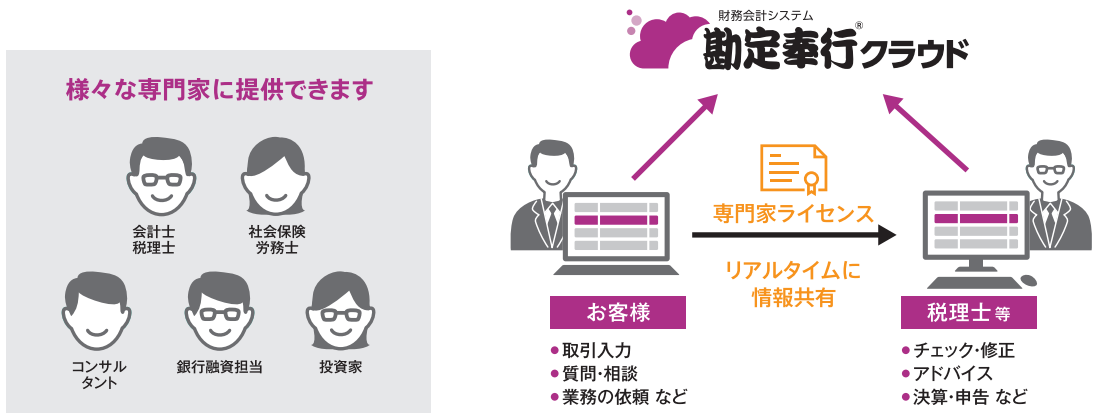 様々な専門家に提供できます
会計士
税理士
社会保険
労務士
コンサル
タント
銀行融資担当
投資家
財務会計システム
勘定奉行®クラウド
専門家ライセンス
リアルタイムに
情報共有
お客様
・取引入力
・質問・相談
・業務の依頼 など
税理士 等
・チェック・修正
・アドバイス
・決算・申告 など